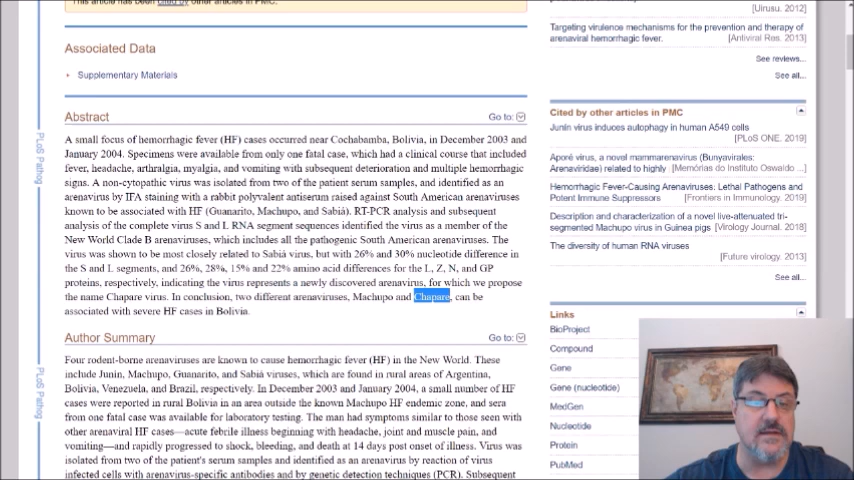 This article has been cited by other articles in PMC.
Associated Data
Supplementary Materials
Abstract
Go to:
A small focus of hemorrhagic fever (HF) cases occurred near Cochabamba, Bolivia, in December 2003 and
January 2004. Specimens were available from only one fatal case, which had a clinical course that included
fever, headache, arthralgia, myalgia, and vomiting with subsequent deterioration and multiple hemorrhagic
signs. A non-cytopathic virus was isolated from two of the patient serum samples, and identified as an
arenavirus by IFA staining with a rabbit polyvalent antiserum raised against South American arenaviruses
known to be associated with HF (Guanarito, Machupo, and Sabiá). RT-PCR analysis and subsequent
analysis of the complete virus S and L RNA segment sequences identified the virus as a member of the
New World Clade B arenaviruses, which includes all the pathogenic South American arenaviruses. The
virus was shown to be most closely related to Sabiá virus, but with 26% and 30% nucleotide difference in
the S and L segments, and 26%, 28%, 15% and 22% amino acid differences for the L, Z, N, and GP
proteins, respectively, indicating the virus represents a newly discovered arenavirus, for which we propose
the name Chapare virus. In conclusion, two different arenaviruses, Machupo and Chapare, can be
associated with severe HF cases in Bolivia.
Author Summary
Go to:
Four rodent-borne arenaviruses are known to cause hemorrhagic fever (HF) in the New World. These
include Junin, Machupo, Guanarito, and Sabiá viruses, which are found in rural areas of Argentina,
Bolivia, Venezuela, and Brazil, respectively. In December 2003 and January 2004, a small number of HF
cases were reported in rural Bolivia in an area outside the known Machupo HF endemic zone, and sera
from one fatal case was available for laboratory testing. The man had symptoms similar to those seen with
other arenaviral HF cases—acute febrile illness beginning with headache, joint and muscle pain, and
vomiting—and rapidly progressed to shock, bleeding, and death at 14 days post onset of illness. Virus was
isolated from two of the patient's serum samples and identified as an arenavirus by reaction of virus
infected cells with arenavirus-specific antibodies and by genetic detection techniques (PCR). Subsequent
PLoS Pathog
PLoS Pathog
[Uirusu. 2012]
Targeting virulence mechanisms for the prevention and therapy of
arenaviral hemorrhagic fever.
[Antiviral Res. 2013]
See reviews...
See all...
Cited by other articles in PMC
Junín virus induces autophagy in human A549 cells
[PLoS ONE. 2019]
Aporé virus, a novel mammarenavirus (Bunyavirales:
Arenaviridae) related to highly
[Memórias do Instituto Oswaldo ...]
Hemorrhagic Fever-Causing Arenaviruses: Lethal Pathogens and
Potent Immune Suppressors
[Frontiers in Immunology. 2019]
Description and characterization of a novel live-attenuated tri-
segmented Machupo virus in Guinea pigs
[Virology Journal. 2018]
The diversity of human RNA viruses
[Future virology. 2013]
See all...
Links
BioProject
Compound
Gene
Gene (nucleotide)
MedGen
Nucleotide
Protein
PubMed